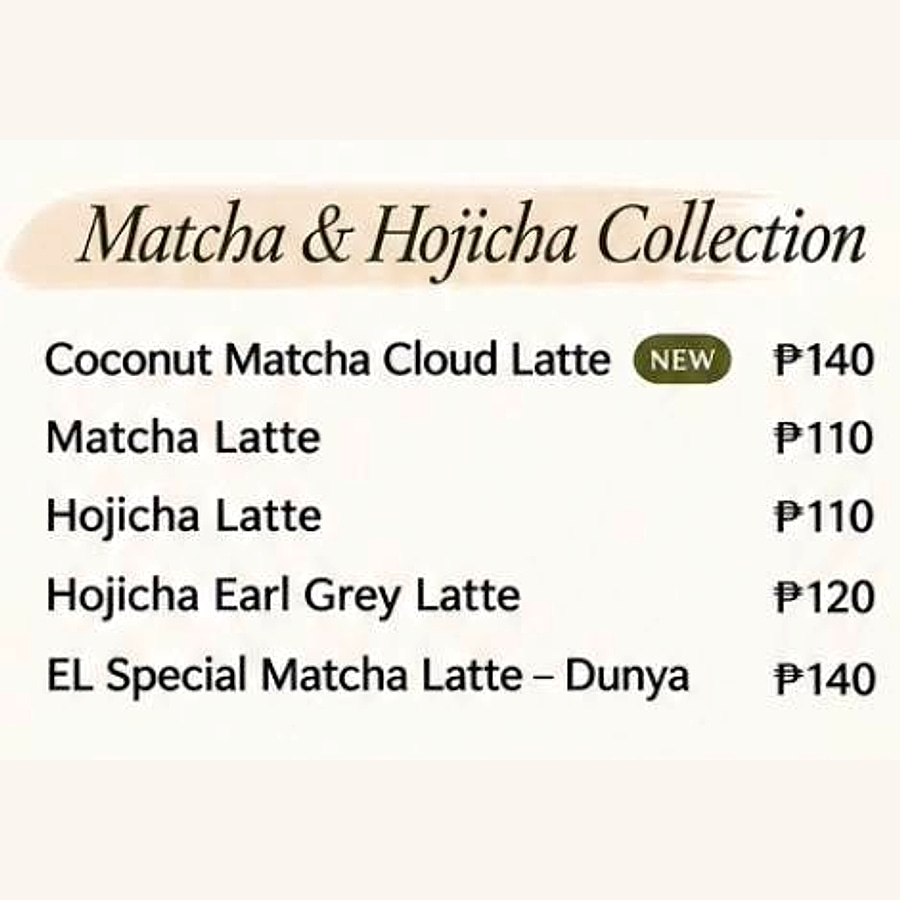 Matcha & Hojicha Collection
Coconut Matcha Cloud Latte NEW ₱140
Matcha Latte ₱110
Hojicha Latte ₱110
Hojicha Earl Grey Latte ₱120
EL Special Matcha Latte – Dunya ₱140